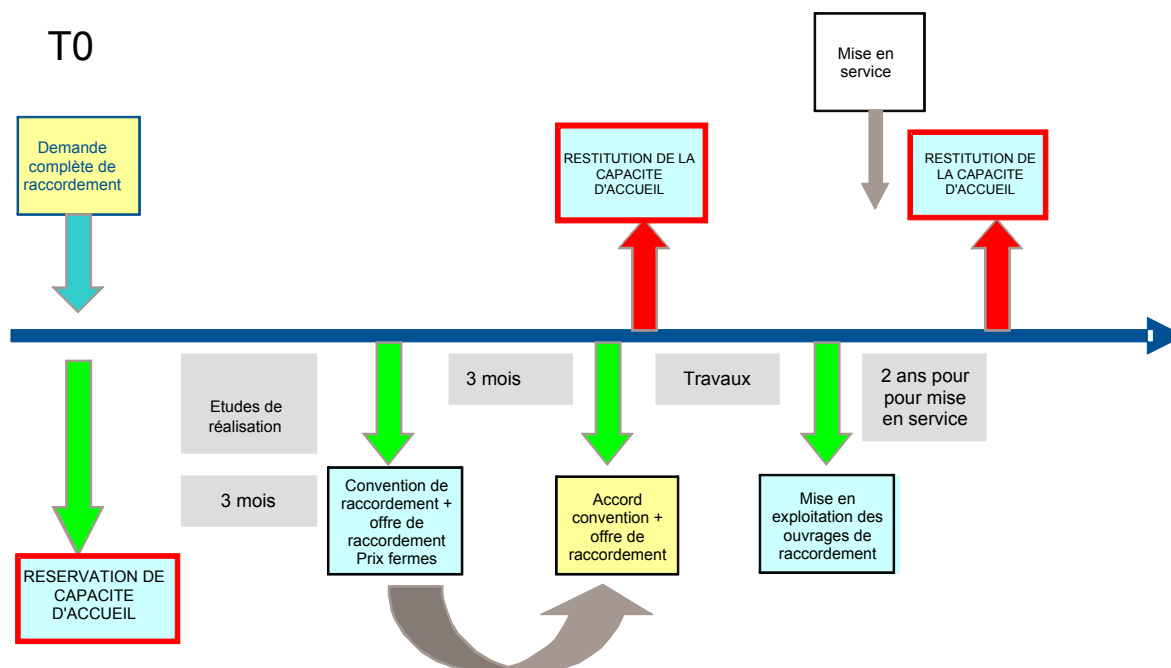 T0
Mise en
service
Demande
complète de
raccordement
RESTITUTION DE LA
CAPACITE
D'ACCUEIL
RESTITUTION DE
LA CAPACITE
D'ACCUEIL
Etudes de
réalisation
3 mois
3 mois
Travaux
2 ans pour
pour mise
en service
Convention de
raccordement +
offre de
raccordement
Prix fermes
Accord
convention +
offre de
raccordement
Mise en
exploitation des
ouvrages de
raccordement
RESERVATION DE
CAPACITE
D'ACCUEIL